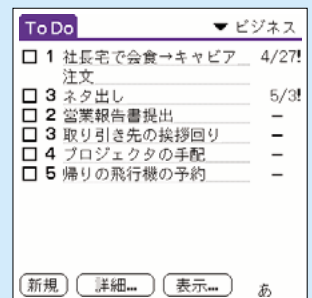 To Do ▼ ビジネス
□ 1 社長宅で会食→キャビア 4/27!
注文
□ 3 ネタ出し 5/3!
□ 2 営業報告書提出 –
□ 3 取り引き先の挨拶回り –
□ 4 プロジェクタの手配 –
□ 5 帰りの飛行機の予約 –
新規 詳細... 表示... あ